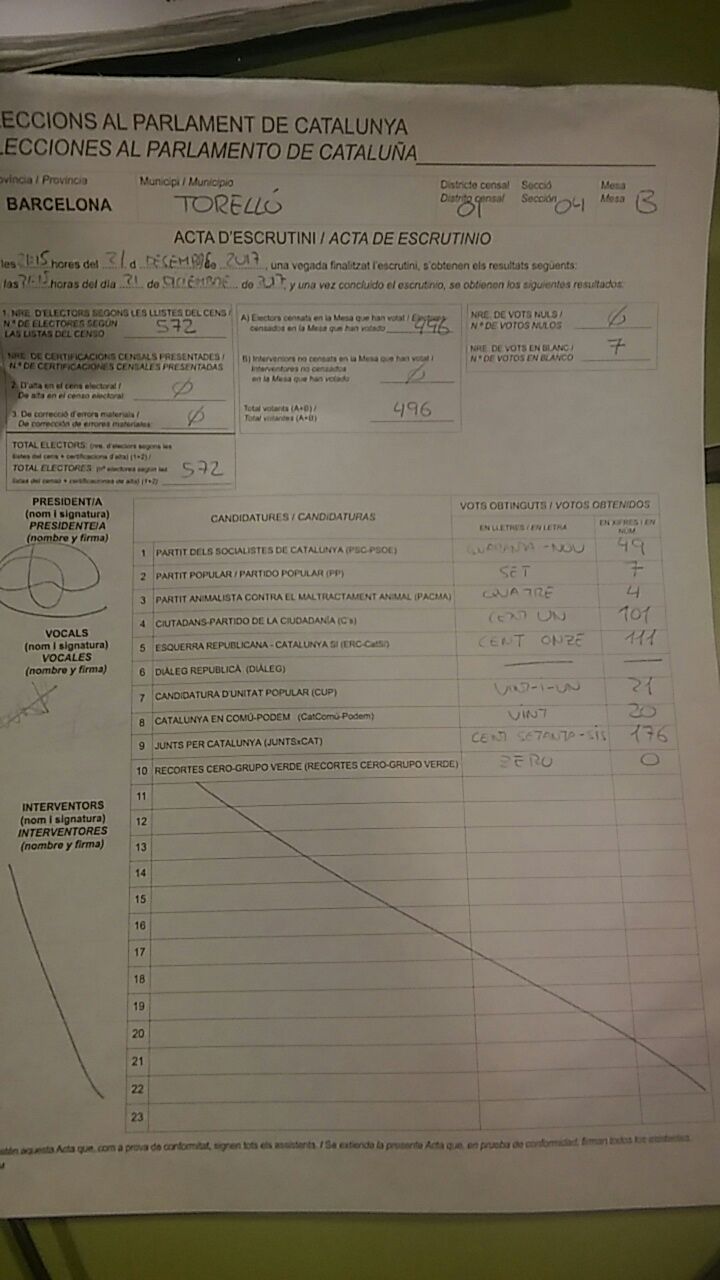 ECCIONS AL PARLAMENT DE CATALUNYA
LECCIONES AL PARLAMENTO DE CATALUÑA
ovíncia / Provincia Municipi / Municipio Districte censal Secció Mesa
Distrito censal Sección Mesa
BARCELONA TORELLÓ 01 04 B
ACTA D'ESCRUTINI / ACTA DE ESCRUTINIO
les 21:15 hores del 21 d DESEMBRE de 2017, una vegada finalitzat l'escrutini, s'obtenen els resultats següents:
las 21:15 horas del día 21 de DICIEMBRE de 2017 y una vez concluido el escrutinio, se obtienen los siguientes resultados:
1. NRE. D'ELECTORS SEGONS LES LLISTES DEL CENS /
N.º DE ELECTORES SEGÚN
LAS LISTAS DEL CENSO 572
NRE. DE CERTIFICACIONS CENSALS PRESENTADES /
N.º DE CERTIFICACIONES CENSALES PRESENTADAS
2. D'alta en el cens electoral /
De alta en el censo electoral: Ø
3. De correcció d'errors materials /
De corrección de errores materiales: Ø
TOTAL ELECTORS: (nre. d'electors segons les
llistes del cens + certificacions d'alta) (1+2) /
TOTAL ELECTORES: (nº electores según las
listas del censo + certificaciones de alta) (1+2) 572
A) Electors censats en la Mesa que han votat / Electores
censados en la Mesa que han votado 496
B) Interventors no censats en la Mesa que han votat /
Interventores no censados
en la Mesa que han votado Ø
Total votants (A+B) /
Total votantes (A+B) 496
NRE. DE VOTS NULS /
N.º DE VOTOS NULOS Ø
NRE. DE VOTS EN BLANC /
N.º DE VOTOS EN BLANCO 7
PRESIDENT/A
(nom i signatura)
PRESIDENTE/A
(nombre y firma)
VOCALS
(nom i signatura)
VOCALES
(nombre y firma)
INTERVENTORS
(nom i signatura)
INTERVENTORES
(nombre y firma)
CANDIDATURES / CANDIDATURAS VOTS OBTINGUTS / VOTOS OBTENIDOS
EN LLETRES / EN LETRA EN XIFRES / EN NÚM.
1 PARTIT DELS SOCIALISTES DE CATALUNYA (PSC-PSOE) QUARANTA-NOU 49
2 PARTIT POPULAR / PARTIDO POPULAR (PP) SET 7
3 PARTIT ANIMALISTA CONTRA EL MALTRACTAMENT ANIMAL (PACMA) QUATRE 4
4 CIUTADANS-PARTIDO DE LA CIUDADANÍA (C's) CENT UN 101
5 ESQUERRA REPUBLICANA - CATALUNYA SÍ (ERC-CatSí) CENT ONZE 111
6 DIÀLEG REPUBLICÀ (DIÀLEG)
7 CANDIDATURA D'UNITAT POPULAR (CUP) VINT-I-UN 21
8 CATALUNYA EN COMÚ-PODEM (CatComú-Podem) VINT 20
9 JUNTS PER CATALUNYA (JUNTSxCAT) CENT SETANTA-SIS 176
10 RECORTES CERO-GRUPO VERDE (RECORTES CERO-GRUPO VERDE) ZERO 0
11
12
13
14
15
16
17
18
19
20
21
22
23
aquesta Acta que, com a prova de conformitat, signen tots els assistents. / Se extiende la presente Acta que, en prueba de conformidad, firman todos los asistentes.